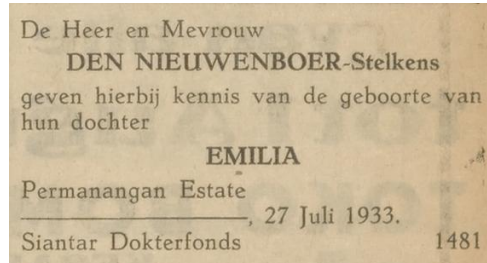 De Heer en Mevrouw
DEN NIEUWENBOER-Stelkens
geven hierbij kennis van de geboorte van
hun dochter
EMILIA
Permanangan Estate
—————, 27 Juli 1933.
Siantar Dokterfonds 1481